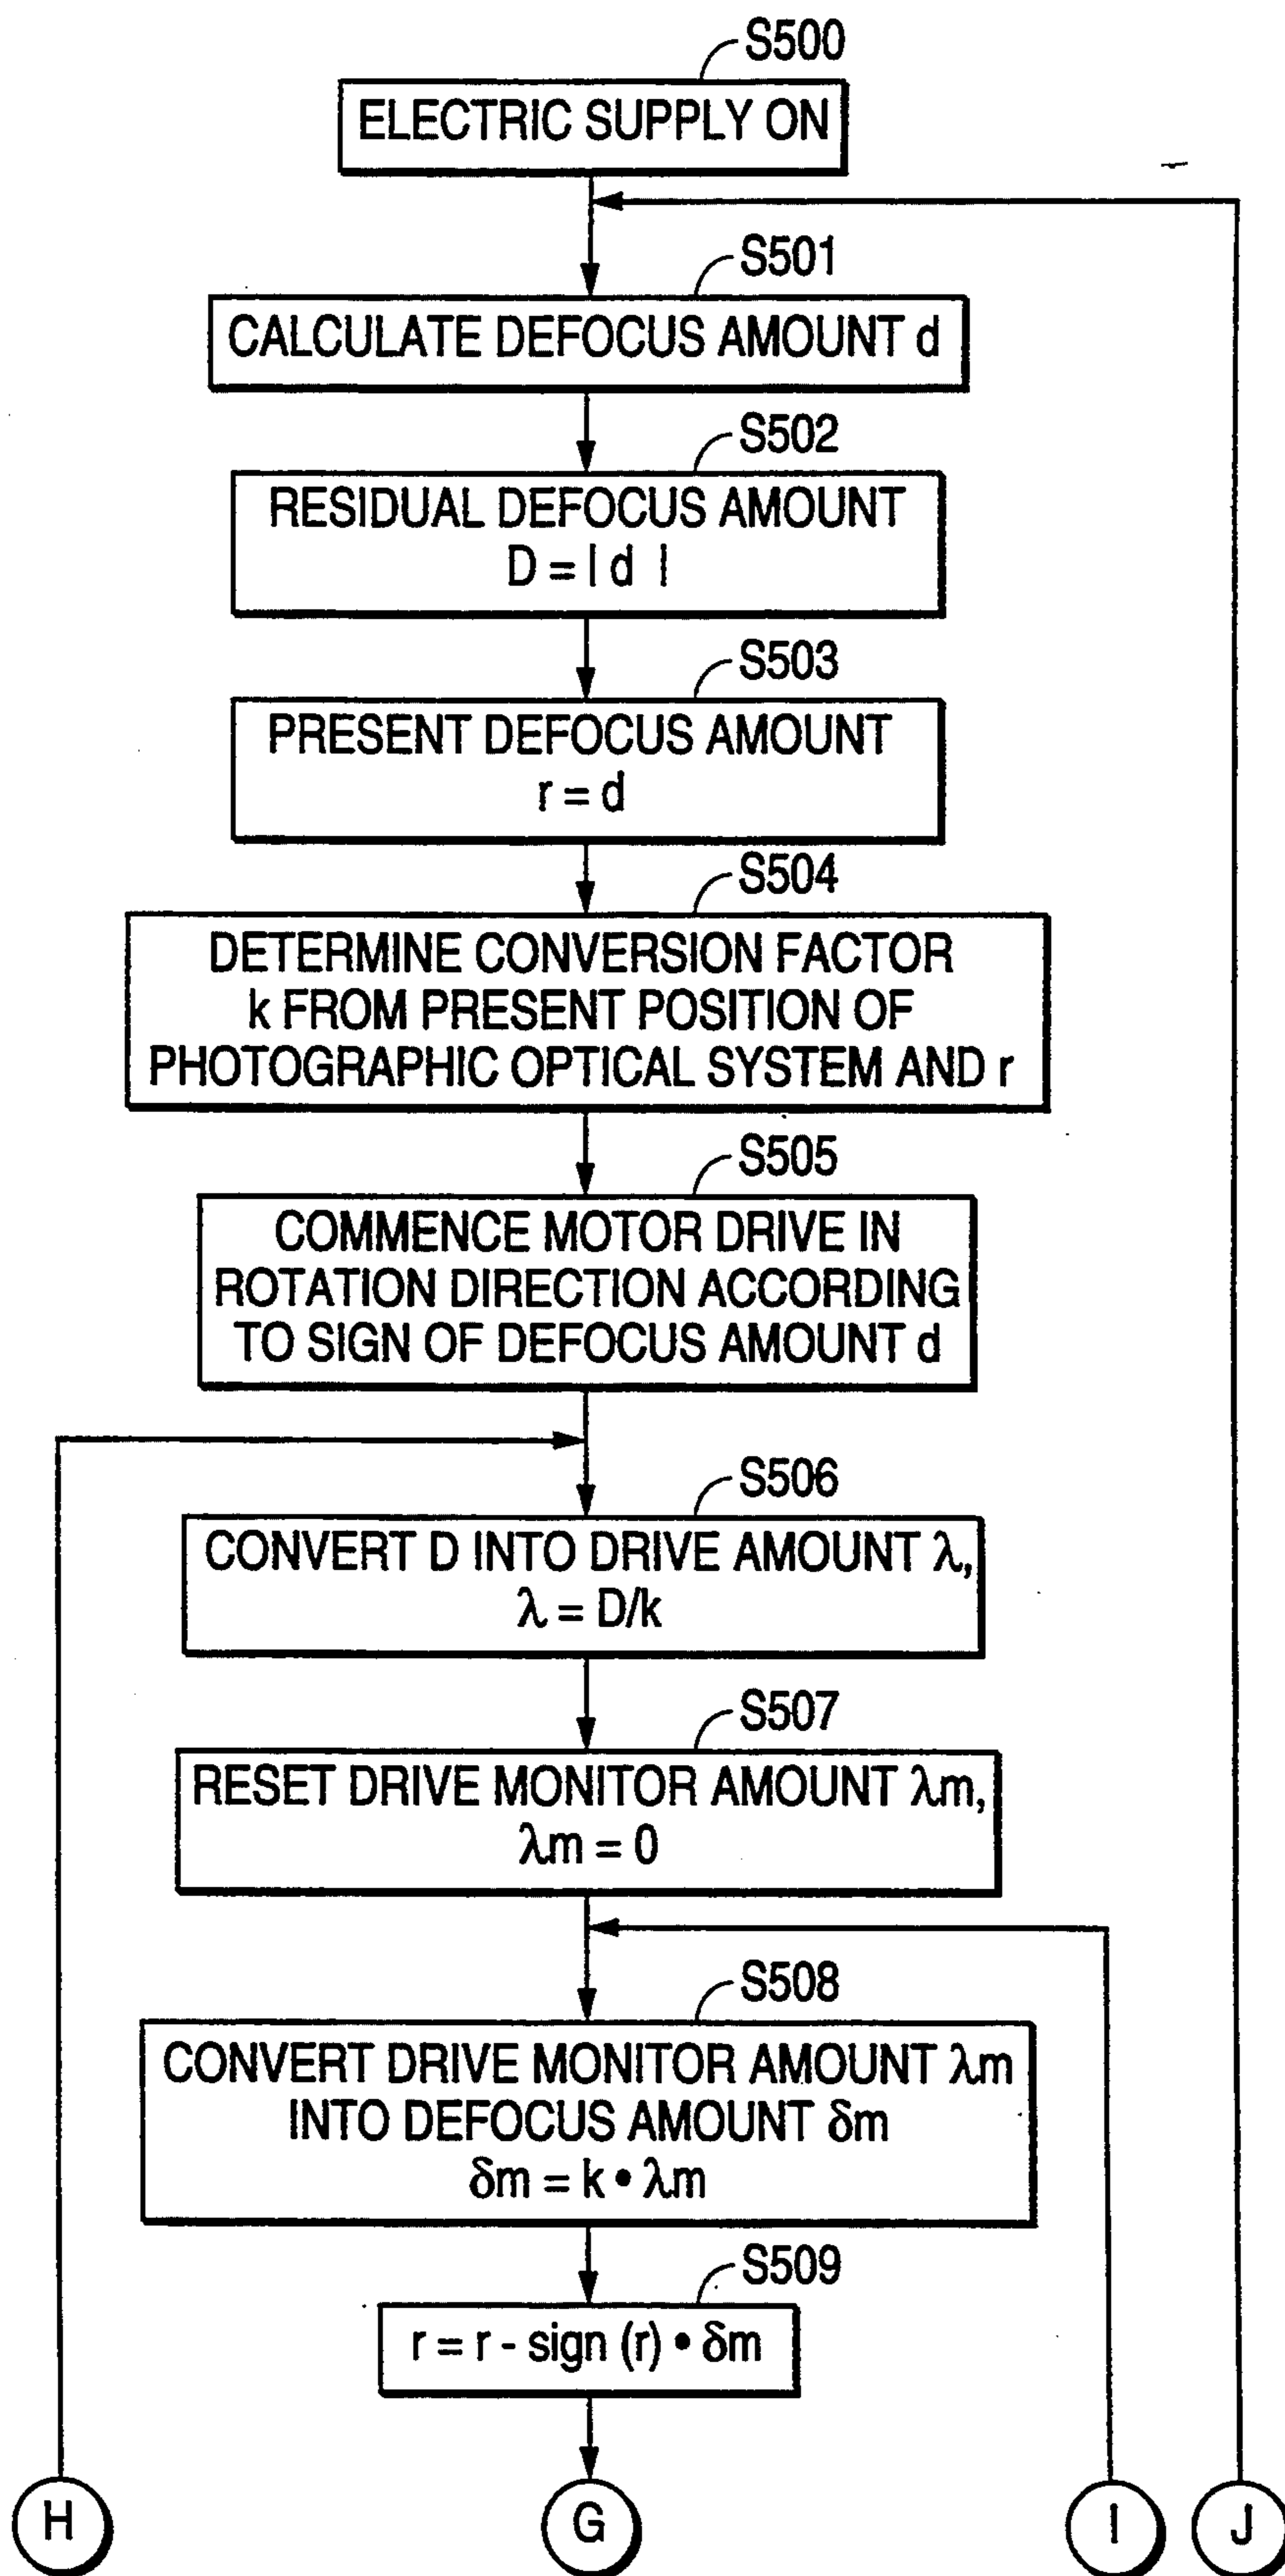 S500
ELECTRIC SUPPLY ON
S501
CALCULATE DEFOCUS AMOUNT d
S502
RESIDUAL DEFOCUS AMOUNT
D = | d |
S503
PRESENT DEFOCUS AMOUNT
r = d
S504
DETERMINE CONVERSION FACTOR
k FROM PRESENT POSITION OF
PHOTOGRAPHIC OPTICAL SYSTEM AND r
S505
COMMENCE MOTOR DRIVE IN
ROTATION DIRECTION ACCORDING
TO SIGN OF DEFOCUS AMOUNT d
S506
CONVERT D INTO DRIVE AMOUNT λ,
λ = D/k
S507
RESET DRIVE MONITOR AMOUNT λm,
λm = 0
S508
CONVERT DRIVE MONITOR AMOUNT λm
INTO DEFOCUS AMOUNT δm
δm = k • λm
S509
r = r - sign (r) • δm
H G I J